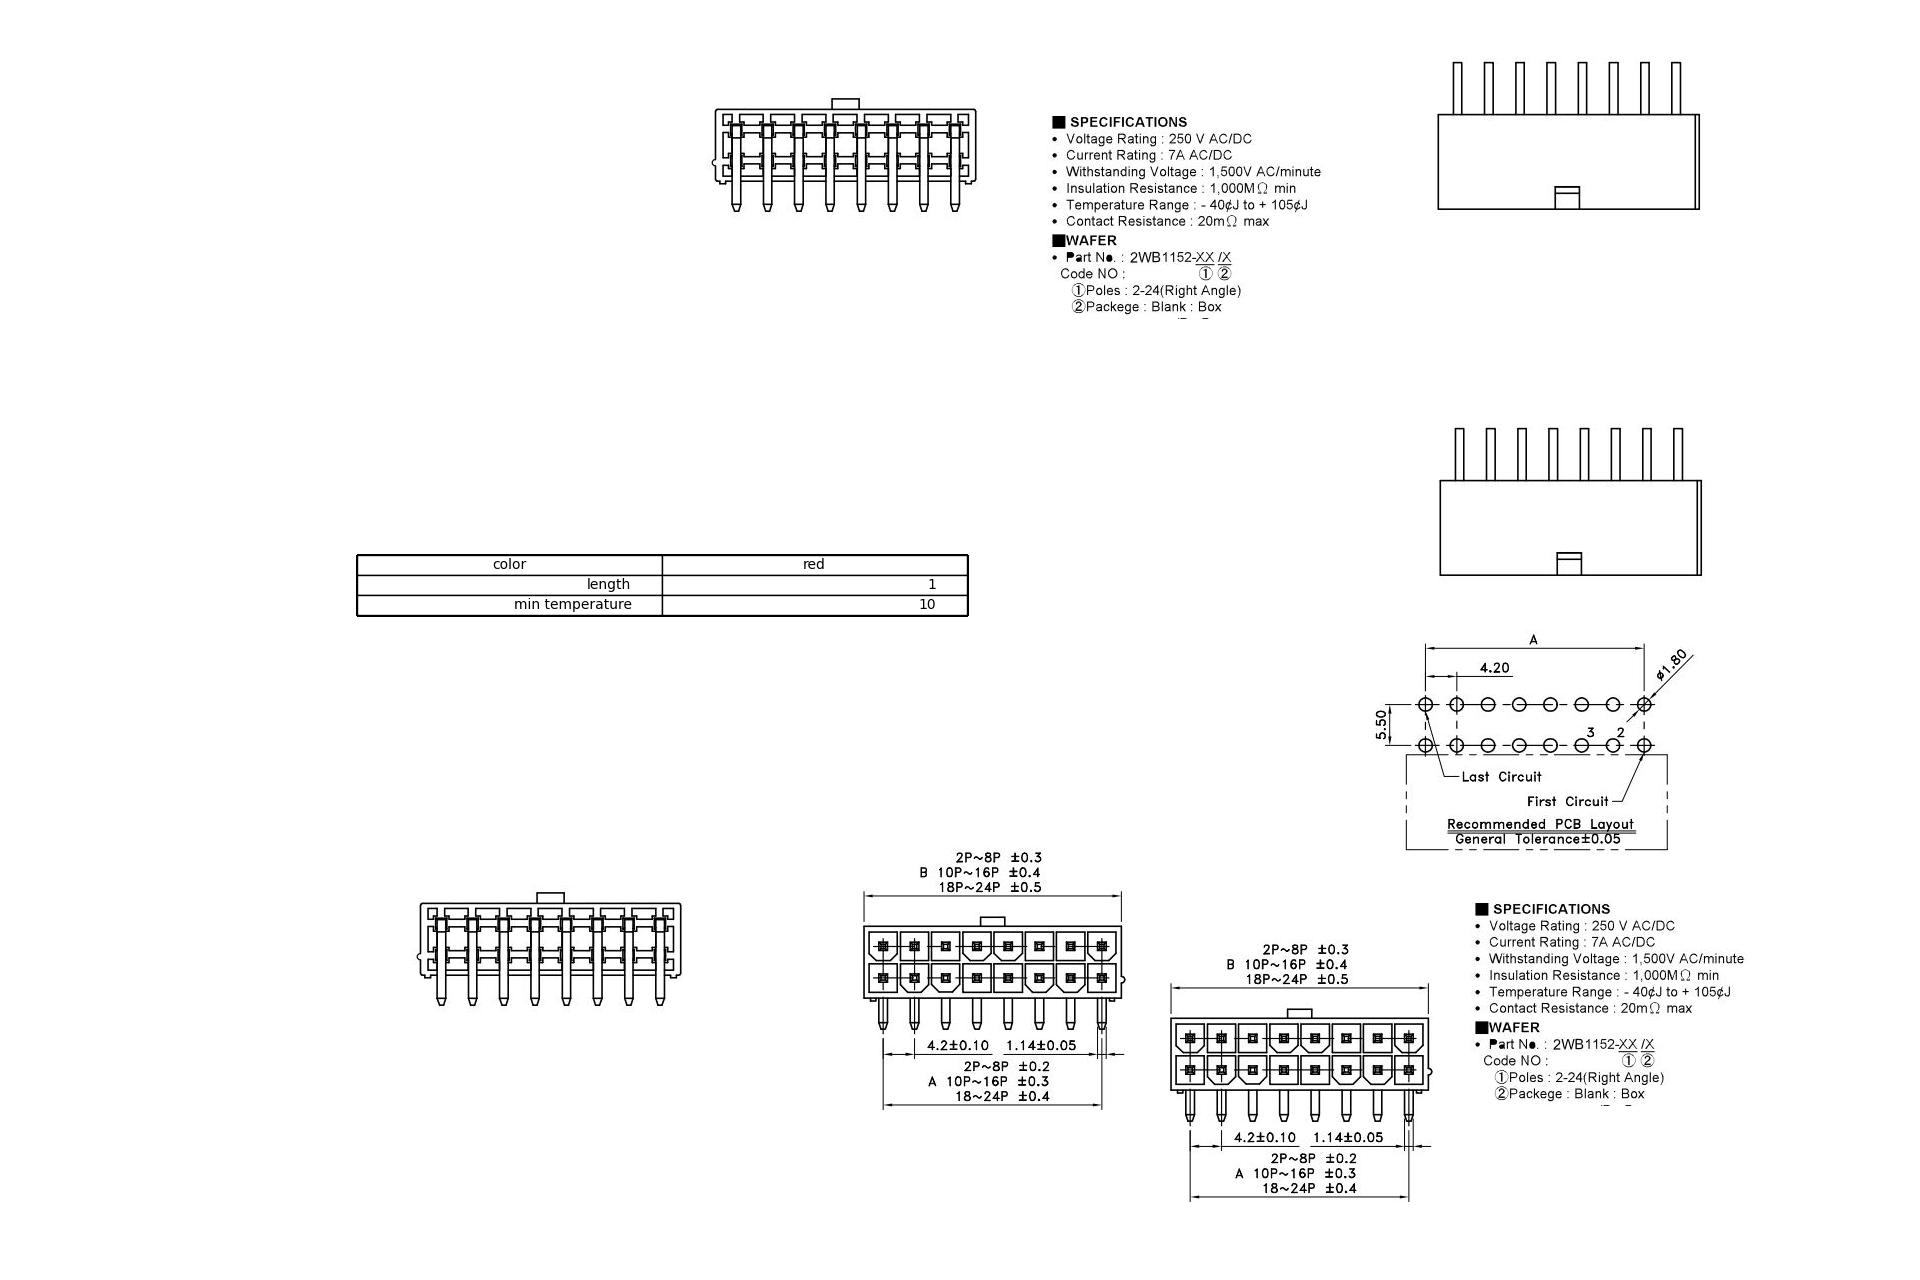 ■ SPECIFICATIONS
• Voltage Rating : 250 V AC/DC
• Current Rating : 7A AC/DC
• Withstanding Voltage : 1,500V AC/minute
• Insulation Resistance : 1,000MΩ min
• Temperature Range : - 40¢J to + 105¢J
• Contact Resistance : 20mΩ max
■WAFER
• Part No. : 2WB1152-XX /X
Code NO : ① ②
①Poles : 2-24(Right Angle)
②Packege : Blank : Box
color red
length 1
min temperature 10
A
4.20
ø1.80
5.50
3 2
Last Circuit
First Circuit
Recommended PCB Layout
General Tolerance±0.05
2P~8P ±0.3
B 10P~16P ±0.4
18P~24P ±0.5
4.2±0.10 1.14±0.05
2P~8P ±0.2
A 10P~16P ±0.3
18~24P ±0.4
2P~8P ±0.3
B 10P~16P ±0.4
18P~24P ±0.5
4.2±0.10 1.14±0.05
2P~8P ±0.2
A 10P~16P ±0.3
18~24P ±0.4
■ SPECIFICATIONS
• Voltage Rating : 250 V AC/DC
• Current Rating : 7A AC/DC
• Withstanding Voltage : 1,500V AC/minute
• Insulation Resistance : 1,000MΩ min
• Temperature Range : - 40¢J to + 105¢J
• Contact Resistance : 20mΩ max
■WAFER
• Part No. : 2WB1152-XX /X
Code NO : ① ②
①Poles : 2-24(Right Angle)
②Packege : Blank : Box